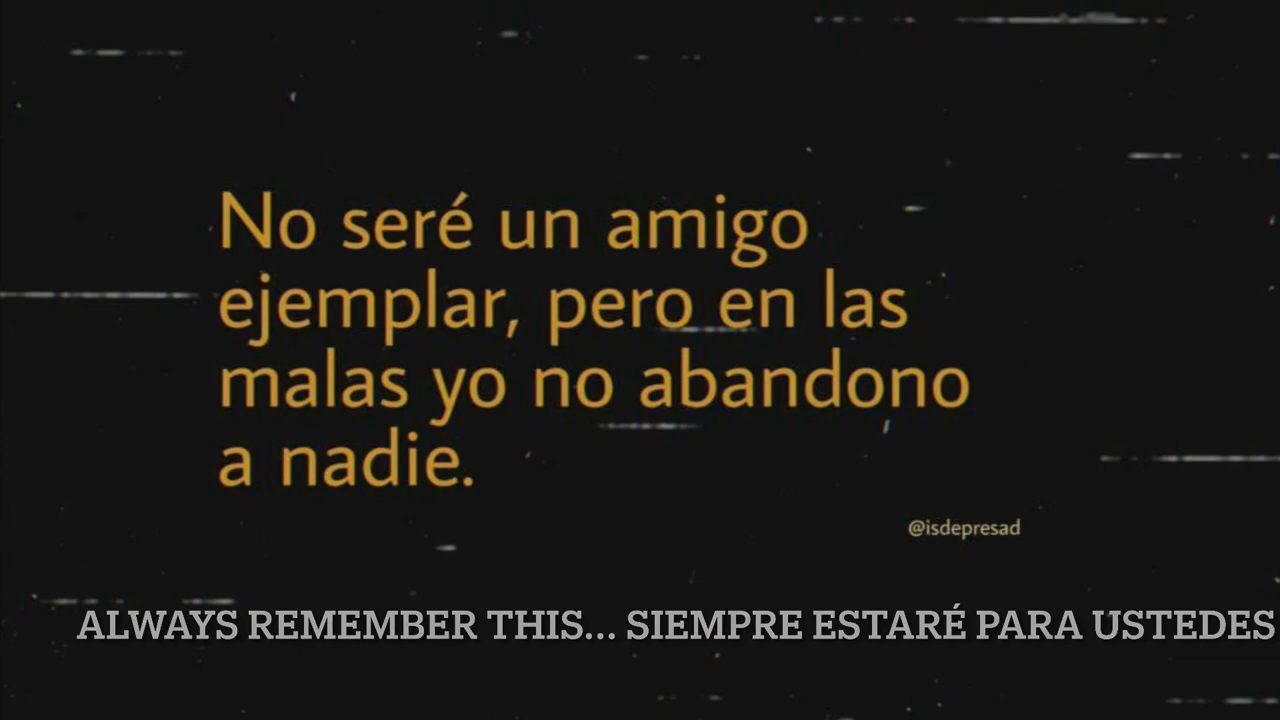 No seré un amigo
ejemplar, pero en las
malas yo no abandono
a nadie.
@isdepresad
ALWAYS REMEMBER THIS... SIEMPRE ESTARÉ PARA USTEDES